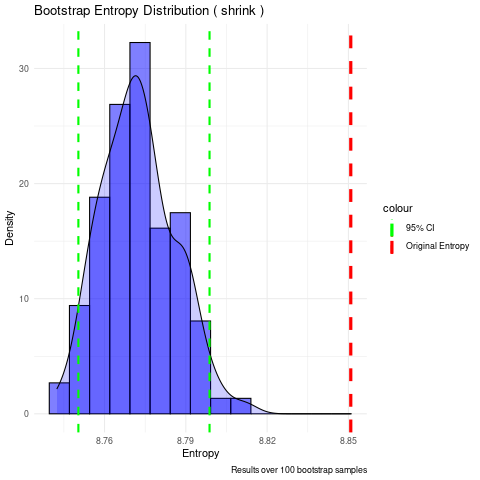 Bootstrap Entropy Distribution ( shrink )
Density
30
20
10
0
8.76
8.79
8.82
8.85
Entropy
colour
95% CI
Original Entropy
Results over 100 bootstrap samples